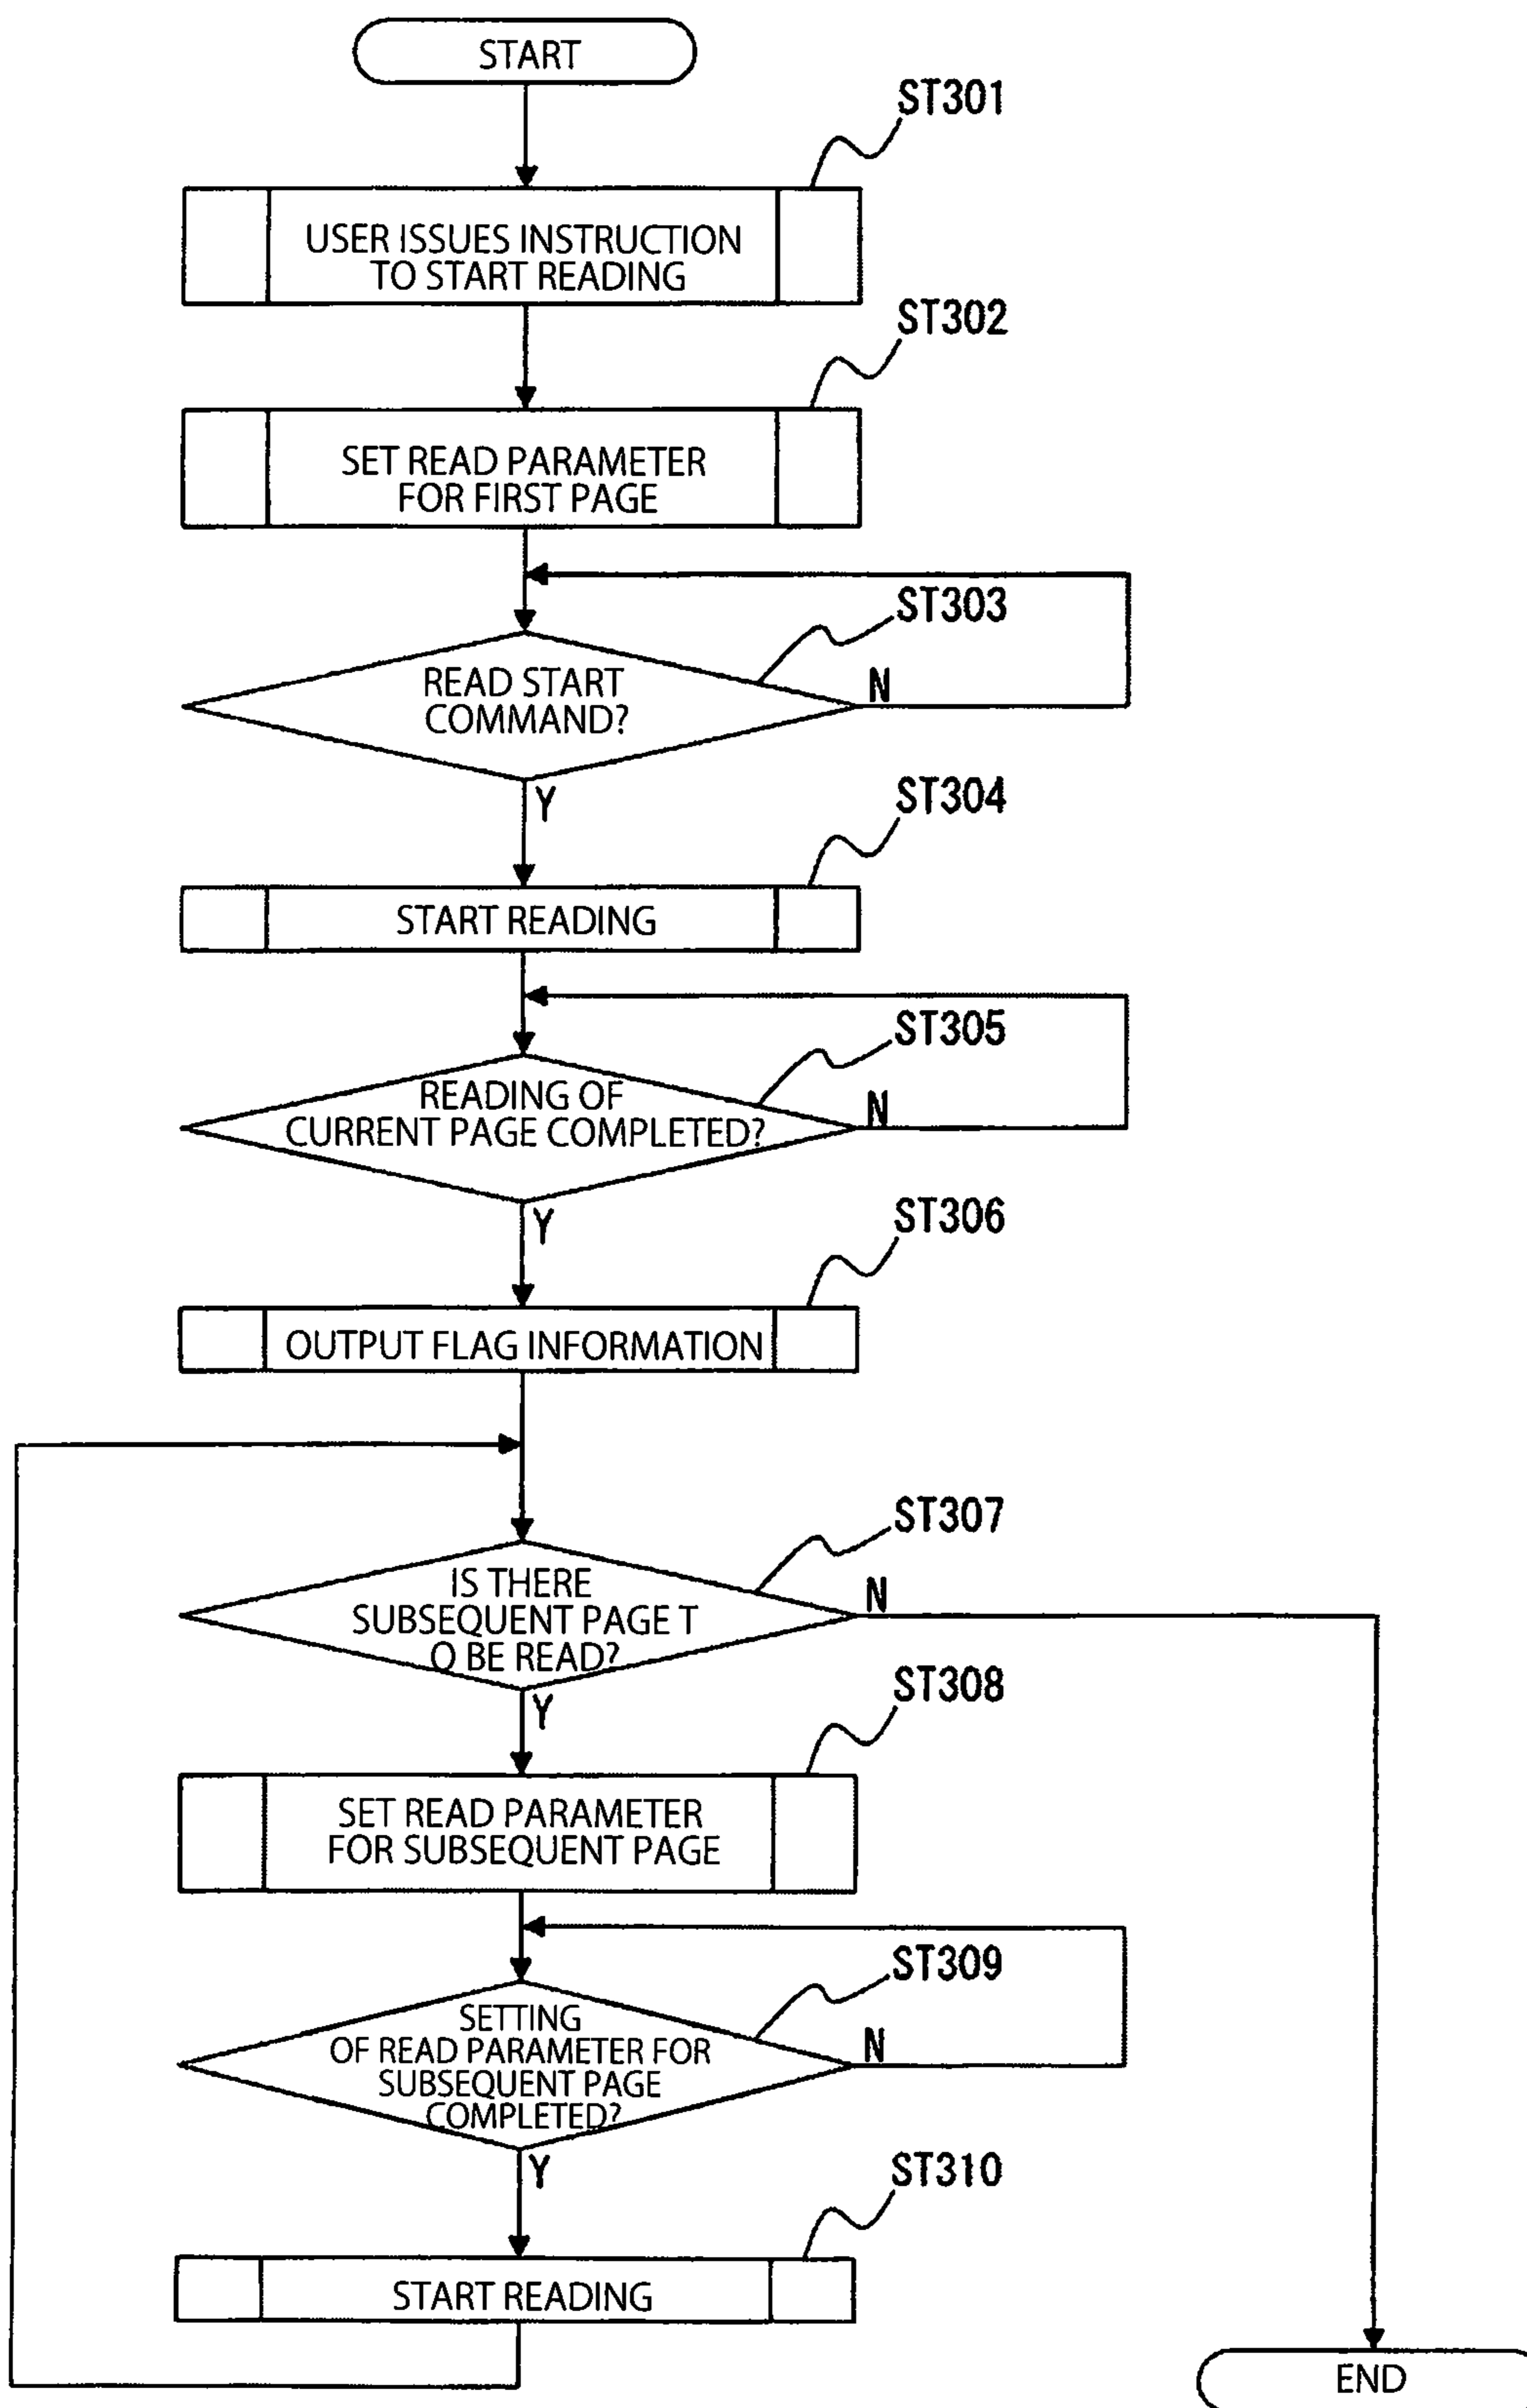 START
ST301
USER ISSUES INSTRUCTION
TO START READING
ST302
SET READ PARAMETER
FOR FIRST PAGE
ST303
READ START
COMMAND?
N
Y
ST304
START READING
ST305
READING OF
CURRENT PAGE COMPLETED?
N
Y
ST306
OUTPUT FLAG INFORMATION
ST307
IS THERE
SUBSEQUENT PAGE T
O BE READ?
N
Y
ST308
SET READ PARAMETER
FOR SUBSEQUENT PAGE
ST309
SETTING
OF READ PARAMETER FOR
SUBSEQUENT PAGE
COMPLETED?
N
Y
ST310
START READING
END